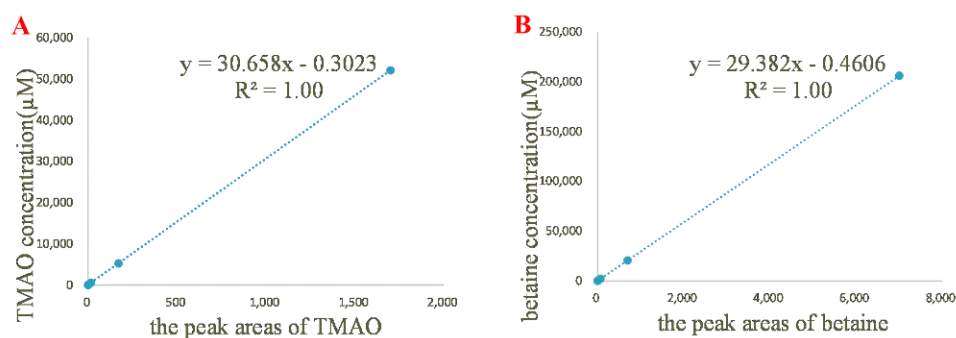 A
60,000
50,000
40,000
30,000
20,000
10,000
0
y = 30.658x - 0.3023
R² = 1.00
TMAO concentration(μM)
0 500 1,000 1,500 2,000
the peak areas of TMAO
B
250,000
200,000
150,000
100,000
50,000
0
y = 29.382x - 0.4606
R² = 1.00
betaine concentration(μM)
0 2,000 4,000 6,000 8,000
the peak areas of betaine